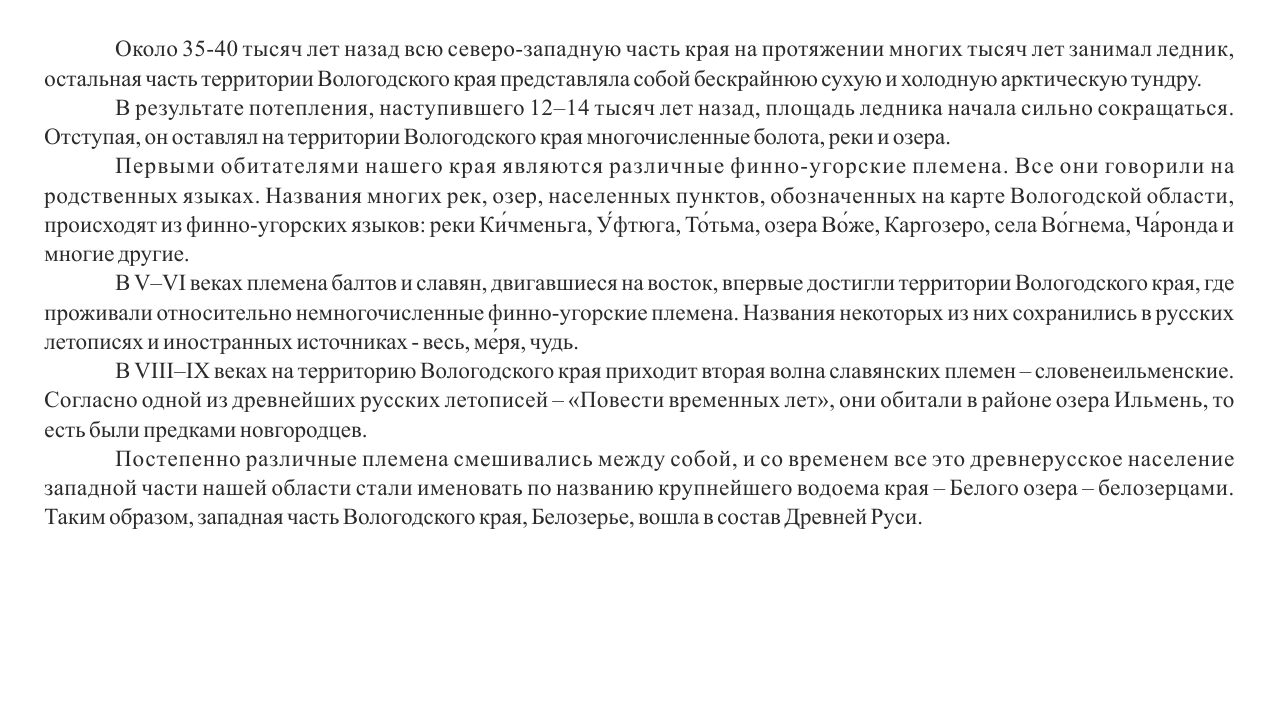 Около 35-40 тысяч лет назад всю северо-западную часть края на протяжении многих тысяч лет занимал ледник,
остальная часть территории Вологодского края представляла собой бескрайнюю сухую и холодную арктическую тундру.
В результате потепления, наступившего 12–14 тысяч лет назад, площадь ледника начала сильно сокращаться.
Отступая, он оставлял на территории Вологодского края многочисленные болота, реки и озера.
Первыми обитателями нашего края являются различные финно-угорские племена. Все они говорили на
родственных языках. Названия многих рек, озер, населенных пунктов, обозначенных на карте Вологодской области,
происходят из финно-угорских языков: реки Ки́чменьга, У́фтюга, То́тьма, озера Во́же, Каргозеро, села Во́гнема, Ча́ронда и
многие другие.
В V–VI веках племена балтов и славян, двигавшиеся на восток, впервые достигли территории Вологодского края, где
проживали относительно немногочисленные финно-угорские племена. Названия некоторых из них сохранились в русских
летописях и иностранных источниках - весь, ме́ря, чудь.
В VIII–IX веках на территорию Вологодского края приходит вторая волна славянских племен – словенеильменские.
Согласно одной из древнейших русских летописей – «Повести временных лет», они обитали в районе озера Ильмень, то
есть были предками новгородцев.
Постепенно различные племена смешивались между собой, и со временем все это древнерусское население
западной части нашей области стали именовать по названию крупнейшего водоема края – Белого озера – белозерцами.
Таким образом, западная часть Вологодского края, Белозерье, вошла в состав Древней Руси.